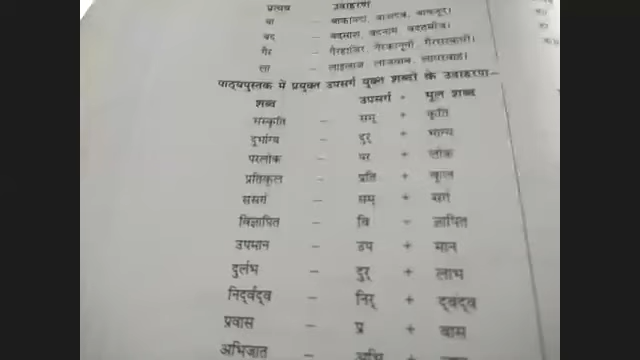 प्रत्यय उदाहरण
बा – बाकायदा, बाअदब, बावजूद।
बद – बदमाश, बदनाम, बदतमीज।
गैर – गैरहाजिर, गैरकानूनी, गैरसरकारी।
ला – लाइलाज, लाजवाब, लापरवाह।
पाठ्यपुस्तक में प्रयुक्त उपसर्ग युक्त शब्दों के उदाहरण–
शब्द उपसर्ग + मूल शब्द
संस्कृति – सम् + कृति
दुर्भाग्य – दुर् + भाग्य
परलोक – पर + लोक
प्रतिकूल – प्रति + कूल
संसर्ग – सम् + सर्ग
विज्ञापित – वि + ज्ञापित
उपमान – उप + मान
दुर्लभ – दुर् + लाभ
निर्द्वंद्व – निर् + द्वंद्व
प्रवास – प्र + वास
अभिजात – अभि +